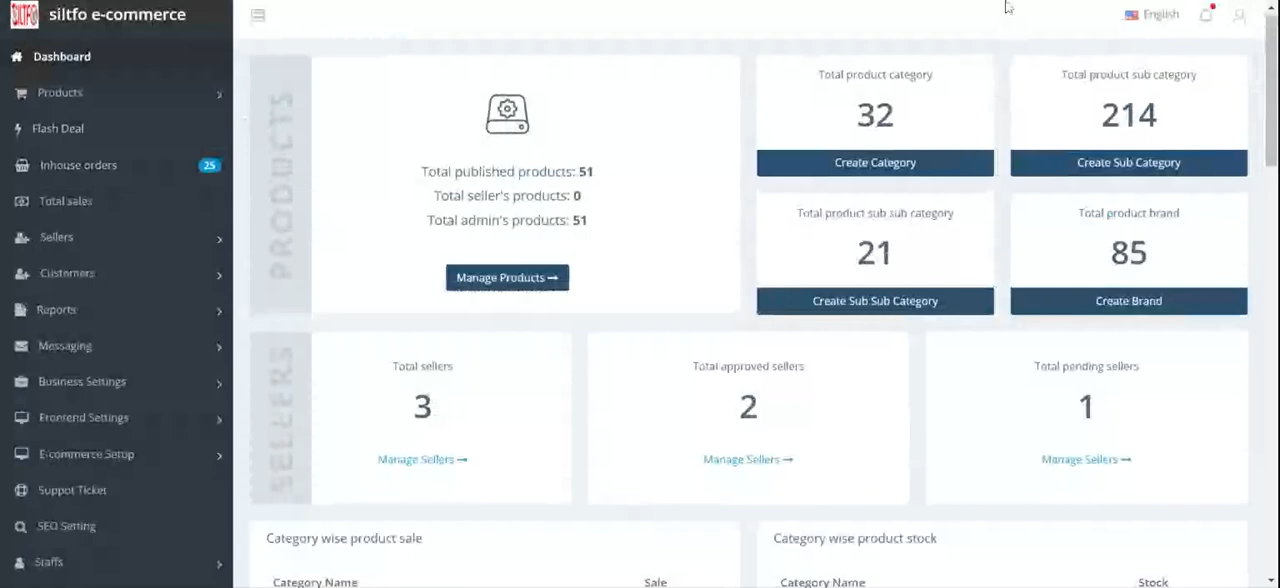 SILTFO
siltfo e-commerce
English
Dashboard
Products
Flash Deal
Inhouse orders 25
Total sales
Sellers
Customers
Reports
Messaging
Business Settings
Frontend Settings
E-commerce Setup
Suppot Ticket
SEO Setting
Staffs
PRODUCTS
Total published products: 51
Total seller's products: 0
Total admin's products: 51
Manage Products →
Total product category
32
Create Category
Total product sub category
214
Create Sub Category
Total product sub sub category
21
Create Sub Sub Category
Total product brand
85
Create Brand
SELLERS
Total sellers
3
Manage Sellers →
Total approved sellers
2
Manage Sellers →
Total pending sellers
1
Manage Sellers →
Category wise product sale
Category Name Sale
Category wise product stock
Category Name Stock